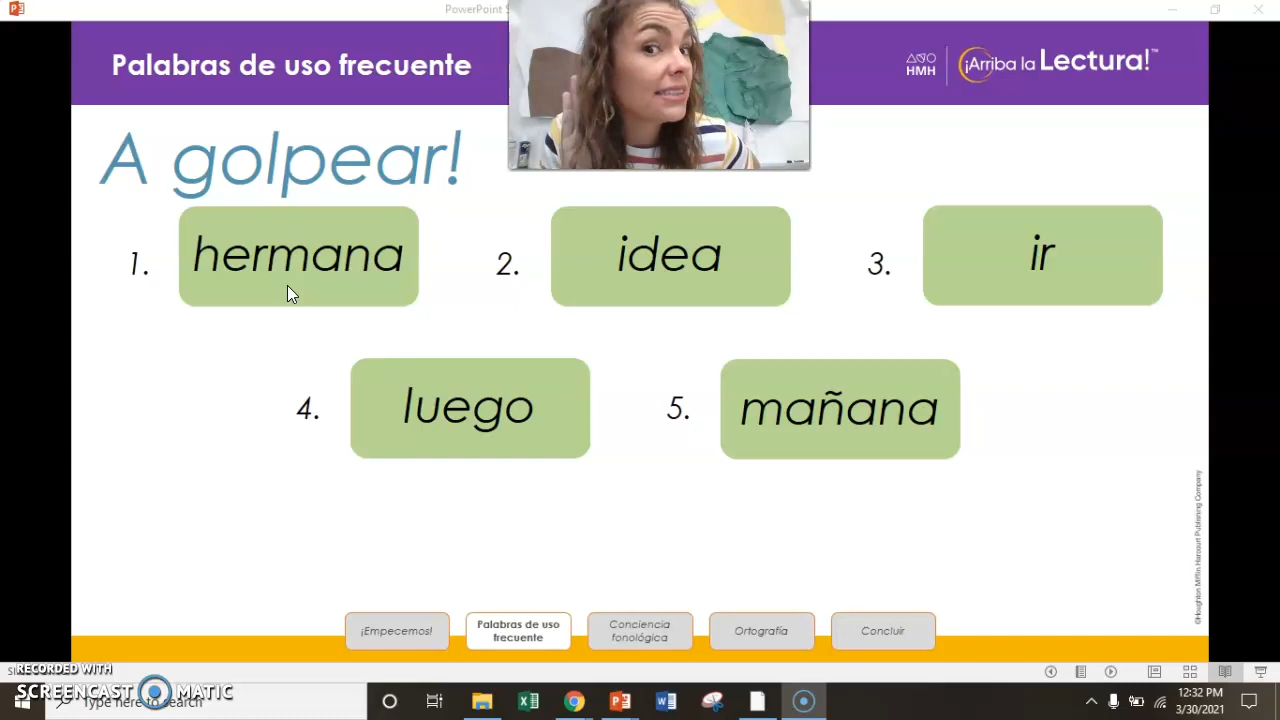 PowerPoint S
Palabras de uso frecuente
HMH
¡Arriba la Lectura!™
A golpear!
1. hermana
2. idea
3. ir
4. luego
5. mañana
©Houghton Mifflin Harcourt Publishing Company
¡Empecemos!
Palabras de uso
frecuente
Conciencia
fonológica
Ortografía
Concluir
RECORDED WITH
SCREENCAST MATIC
Type here to search
12:32 PM
3/30/2021